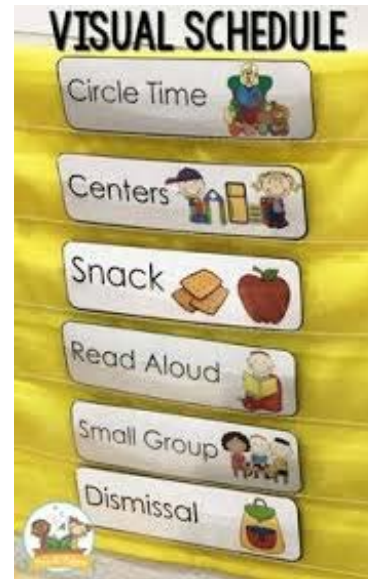 VISUAL SCHEDULE
Circle Time
Centers
Snack
Read Aloud
Small Group
Dismissal